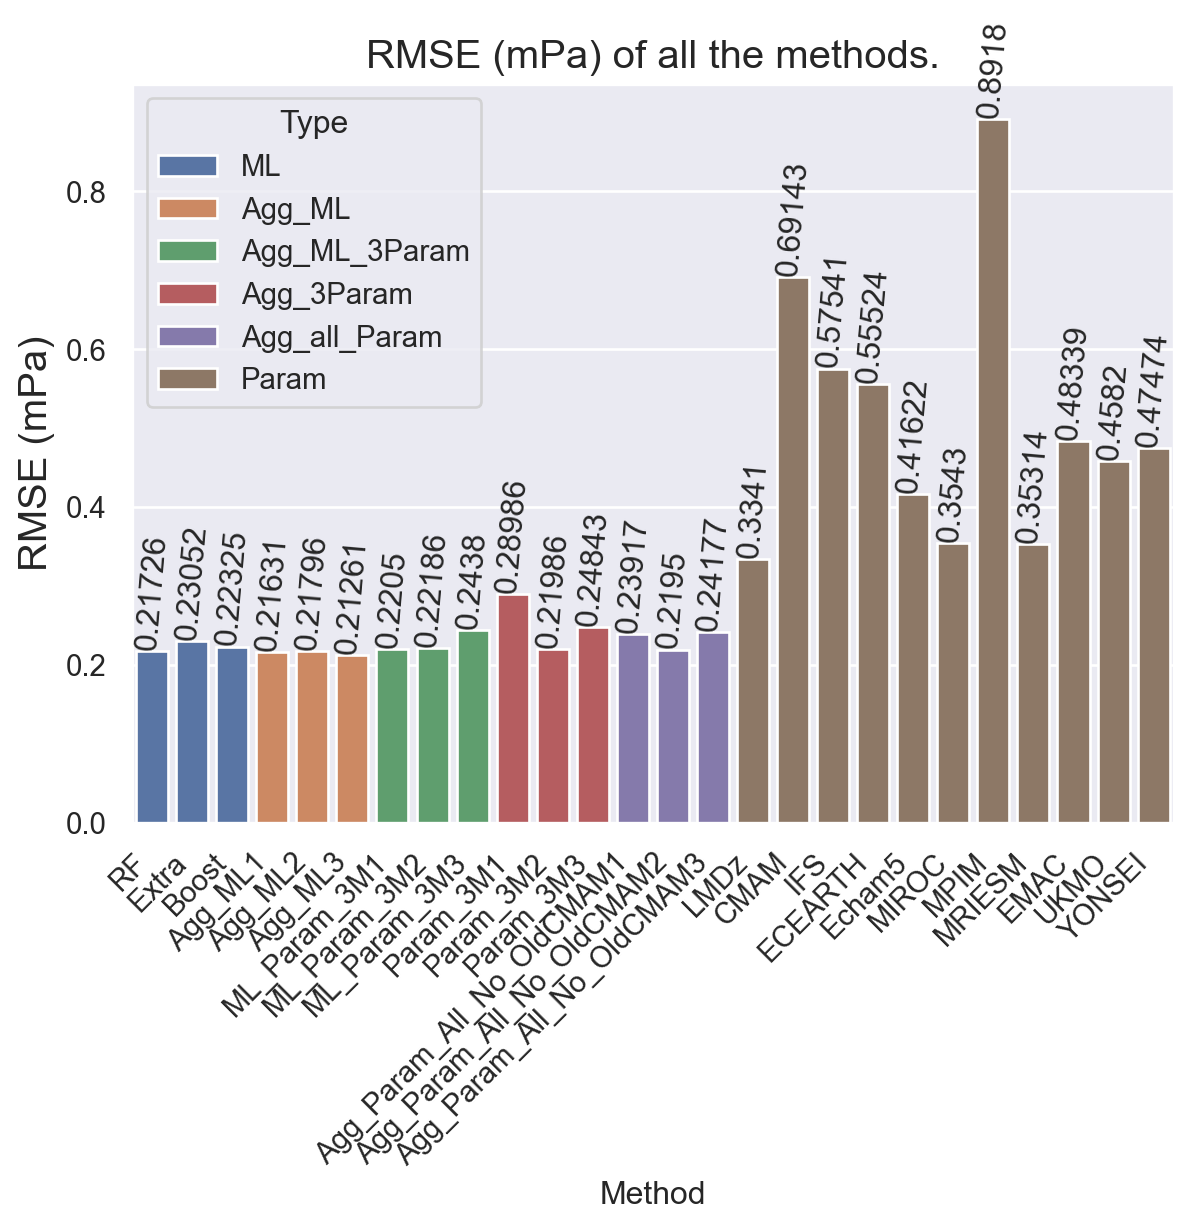 RMSE (mPa) of all the methods.
RMSE (mPa)
0.8
0.6
0.4
0.2
0.0
Type
ML
Agg_ML
Agg_ML_3Param
Agg_3Param
Agg_all_Param
Param
0.21726
0.23052
0.22325
0.21631
0.21796
0.21261
0.2205
0.22186
0.2438
0.28986
0.21986
0.24843
0.23917
0.2195
0.24177
0.3341
0.69143
0.57541
0.55524
0.41622
0.3543
0.8918
0.35314
0.48339
0.4582
0.47474
RF
Extra
Boost
Agg_ML1
Agg_ML2
Agg_ML3
ML_Param_3M1
ML_Param_3M2
ML_Param_3M3
Param_3M1
Param_3M2
Param_3M3
Agg_Param_All_No_OldCMAM1
Agg_Param_All_No_OldCMAM2
Agg_Param_All_No_OldCMAM3
LMDz
CMAM
IFS
ECEARTH
Echam5
MIROC
MPIM
MRIESM
EMAC
UKMO
YONSEI
Method